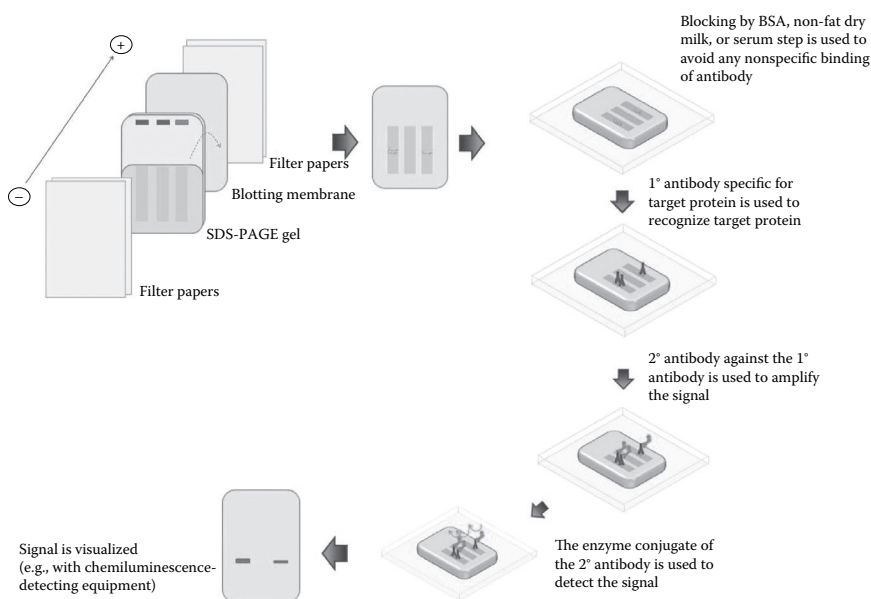 +
−
Filter papers
Blotting membrane
SDS-PAGE gel
Filter papers
Blocking by BSA, non-fat dry
milk, or serum step is used to
avoid any nonspecific binding
of antibody
1° antibody specific for
target protein is used to
recognize target protein
2° antibody against the 1°
antibody is used to amplify
the signal
The enzyme conjugate of
the 2° antibody is used to
detect the signal
Signal is visualized
(e.g., with chemiluminescence-
detecting equipment)